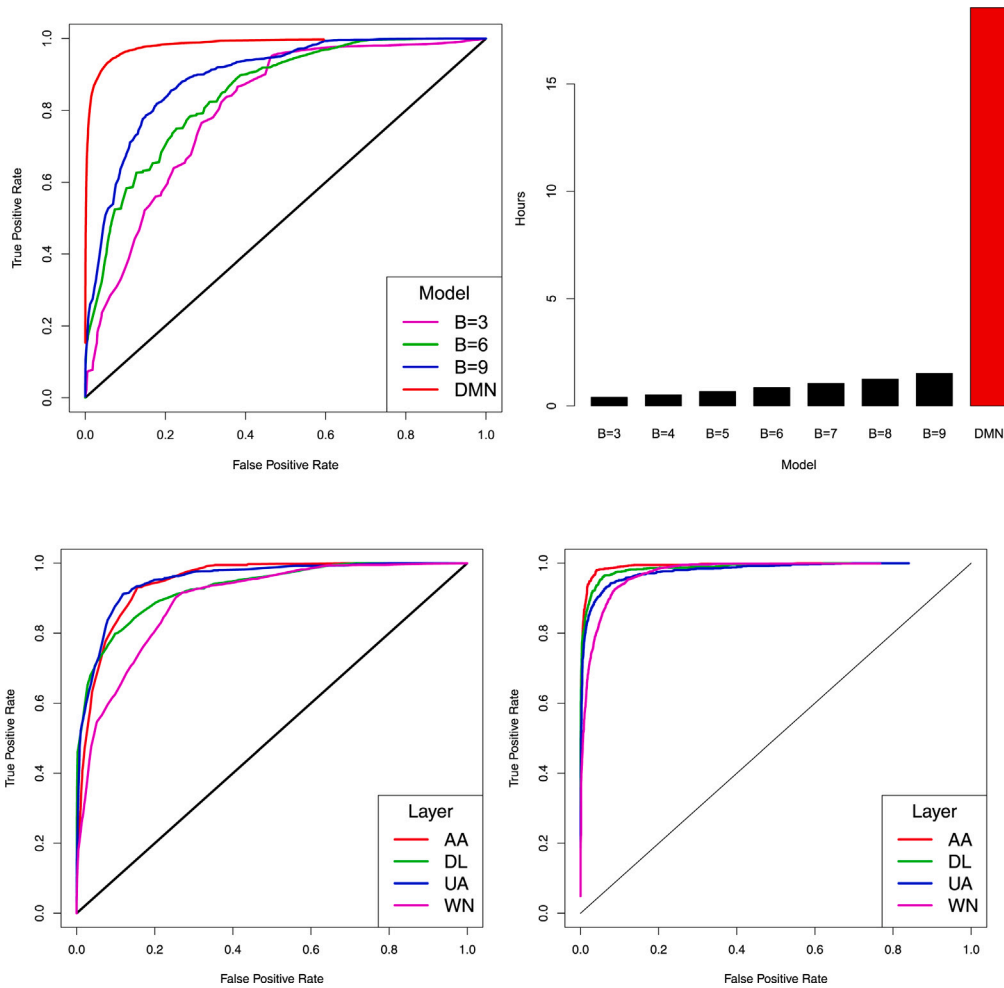 True Positive Rate
1.0
0.8
0.6
0.4
0.2
0.0
Model
B=3
B=6
B=9
DMN
0.0 0.2 0.4 0.6 0.8 1.0
False Positive Rate
Hours
15
10
5
0
B=3 B=4 B=5 B=6 B=7 B=8 B=9 DMN
Model
True Positive Rate
1.0
0.8
0.6
0.4
0.2
0.0
Layer
AA
DL
UA
WN
0.0 0.2 0.4 0.6 0.8 1.0
False Positive Rate
True Positive Rate
1.0
0.8
0.6
0.4
0.2
0.0
Layer
AA
DL
UA
WN
0.0 0.2 0.4 0.6 0.8 1.0
False Positive Rate